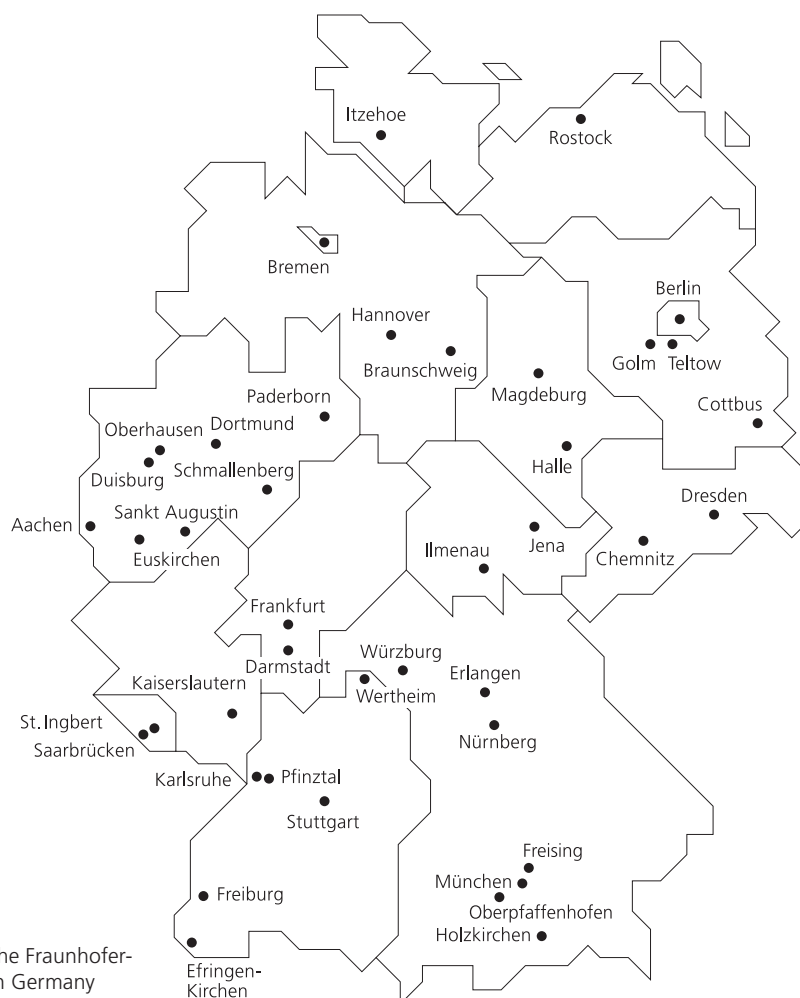 Itzehoe
Rostock
Bremen
Berlin
Hannover
Braunschweig
Golm
Teltow
Magdeburg
Paderborn
Cottbus
Oberhausen
Dortmund
Duisburg
Halle
Schmallenberg
Dresden
Sankt Augustin
Aachen
Jena
Euskirchen
Ilmenau
Chemnitz
Frankfurt
Würzburg
Darmstadt
Erlangen
Kaiserslautern
Wertheim
St. Ingbert
Nürnberg
Saarbrücken
Karlsruhe
Pfinztal
Stuttgart
Freising
München
Freiburg
Oberpfaffenhofen
Holzkirchen
Fraunhofer-
Germany
Efringen-
Kirchen